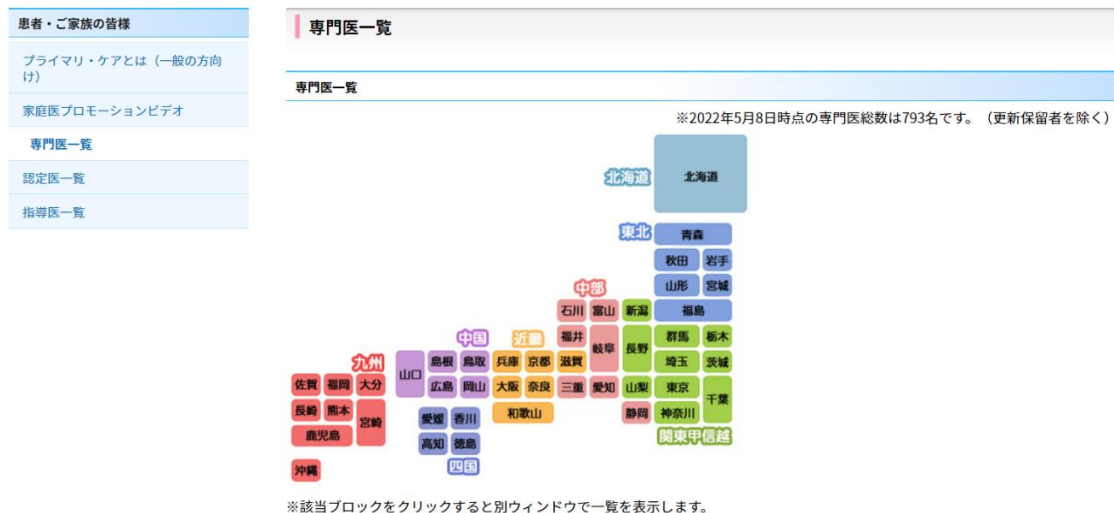 患者・ご家族の皆様
プライマリ・ケアとは（一般の方向
け）
家庭医プロモーションビデオ
専門医一覧
認定医一覧
指導医一覧
専門医一覧
専門医一覧
※2022年5月8日時点の専門医総数は793名です。（更新保留者を除く）
北海道 北海道
東北 青森
秋田 岩手
中部 山形 宮城
石川 富山 新潟 福島
中国 近畿 福井 岐阜 長野 群馬 栃木
九州 山口 島根 鳥取 兵庫 京都 滋賀 埼玉 茨城
佐賀 福岡 大分 広島 岡山 大阪 奈良 三重 愛知 山梨 東京 千葉
長崎 熊本 宮崎 愛媛 香川 和歌山 静岡 神奈川
鹿児島 高知 徳島 関東甲信越
沖縄 四国
※該当ブロックをクリックすると別ウィンドウで一覧を表示します。